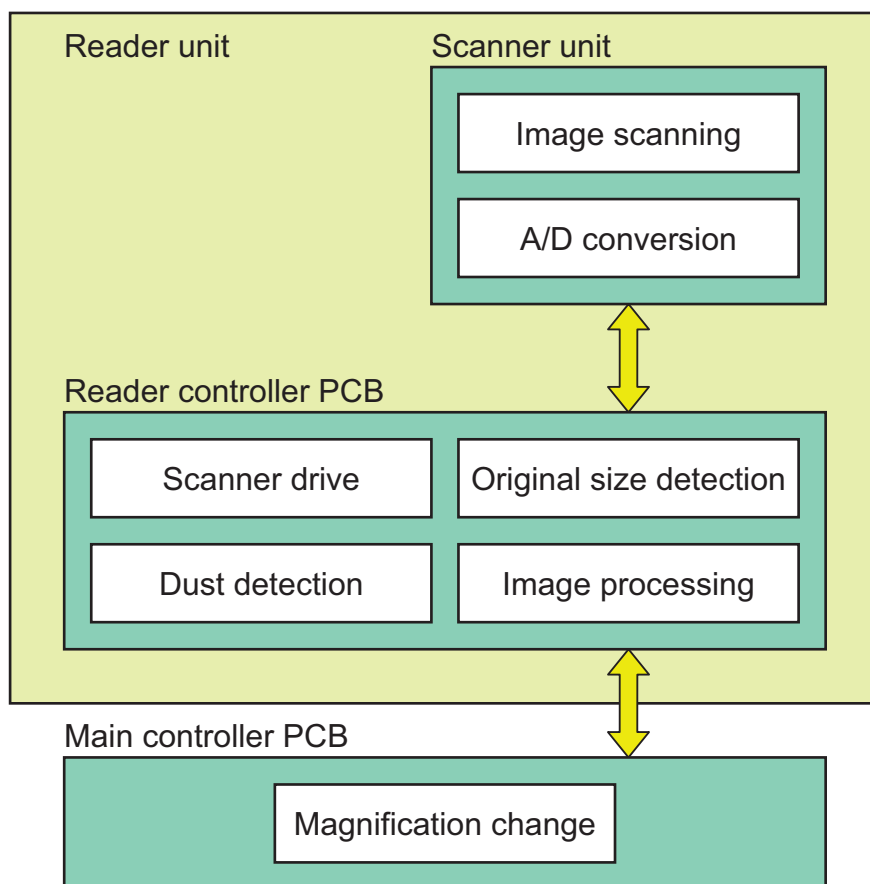 Reader unit
Scanner unit
Image scanning
A/D conversion
Reader controller PCB
Scanner drive
Original size detection
Dust detection
Image processing
Main controller PCB
Magnification change